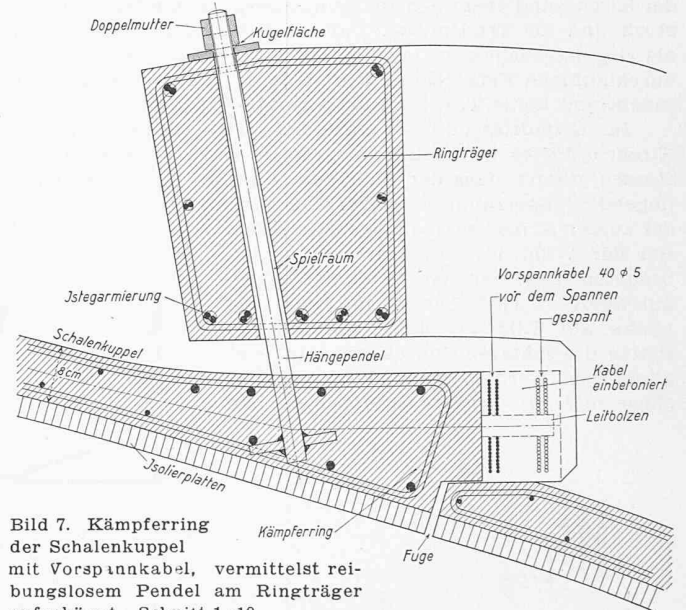 Doppelmutter
Kugelfläche
Ringträger
Spielraum
Vorspannkabel 40 φ 5
vor dem Spannen
gespannt
Jstegarmierung
Schalenkuppel
8cm
Hängependel
Kabel
einbetoniert
Leitbolzen
Jsolierplatten
Kämpferring
Fuge
Bild 7. Kämpferring
der Schalenkuppel
mit Vorspannkabel, vermittelst rei-
bungslosem Pendel am Ringträger